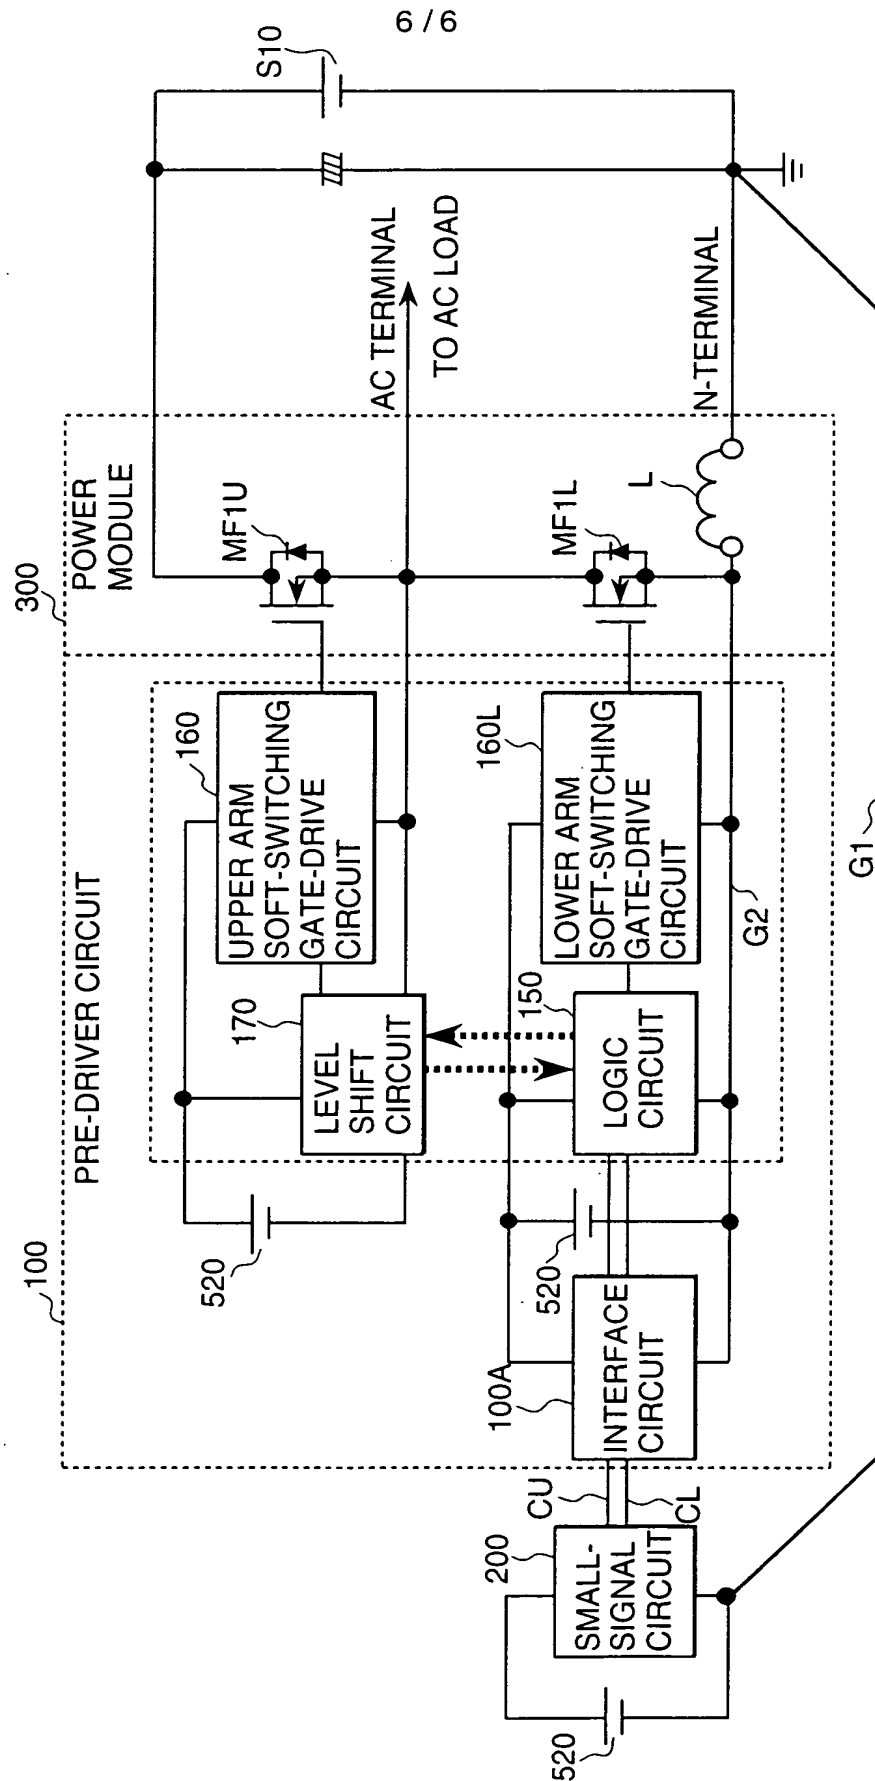 9 / 9
S10
AC TERMINAL
TO AC LOAD
N-TERMINAL
POWER
MODULE
300
MF1U
MF1L
L
PRE-DRIVER CIRCUIT
100
160
UPPER ARM
SOFT-SWITCHING
GATE-DRIVE
CIRCUIT
160L
LOWER ARM
SOFT-SWITCHING
GATE-DRIVE
CIRCUIT
G2
G1
170
LEVEL
SHIFT
CIRCUIT
150
LOGIC
CIRCUIT
520
520
100A
INTERFACE
CIRCUIT
CU
CL
200
SMALL-
SIGNAL
CIRCUIT
520